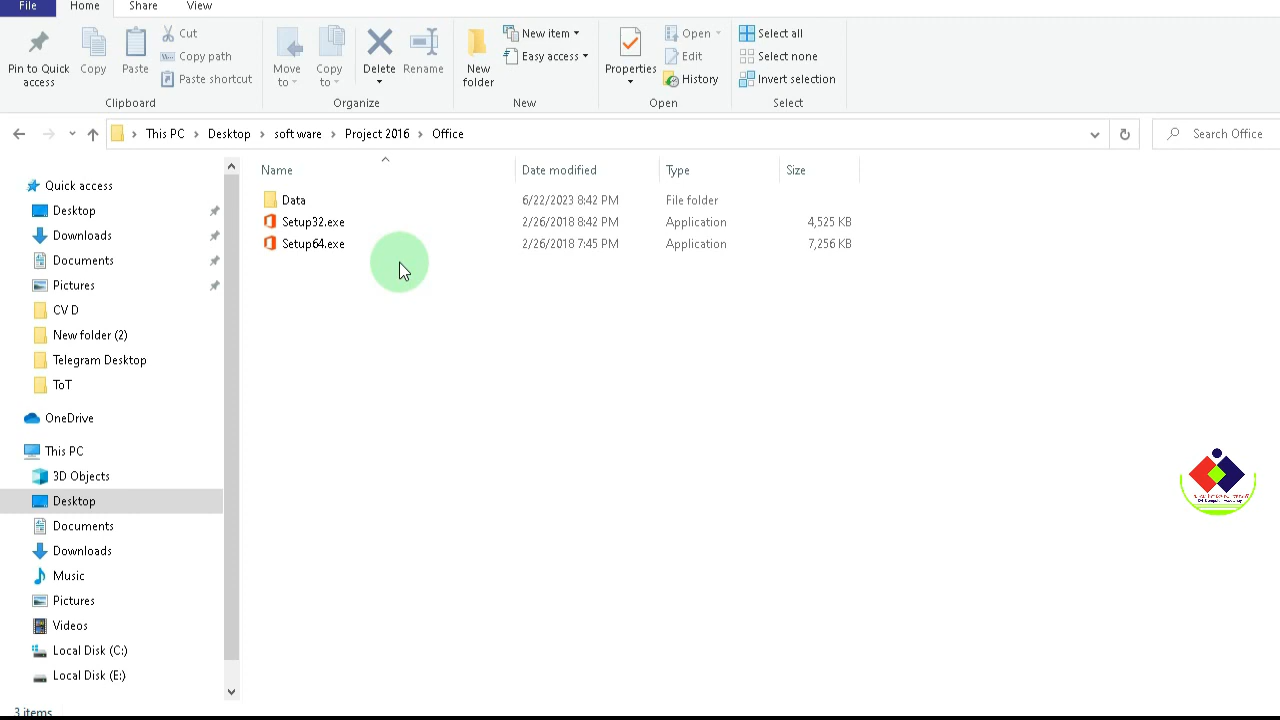 File Home Share View
Pin to Quick access
Copy
Paste
Cut
Copy path
Paste shortcut
Clipboard
Move to
Copy to
Delete
Rename
Organize
New folder
New item
Easy access
New
Properties
Open
Edit
History
Open
Select all
Select none
Invert selection
Select
This PC > Desktop > soft ware > Project 2016 > Office
Search Office
Name Date modified Type Size
Data 6/22/2023 8:42 PM File folder
Setup32.exe 2/26/2018 8:42 PM Application 4,525 KB
Setup64.exe 2/26/2018 7:45 PM Application 7,256 KB
Quick access
Desktop
Downloads
Documents
Pictures
CV D
New folder (2)
Telegram Desktop
ToT
OneDrive
This PC
3D Objects
Desktop
Documents
Downloads
Music
Pictures
Videos
Local Disk (C:)
Local Disk (E:)
3 items